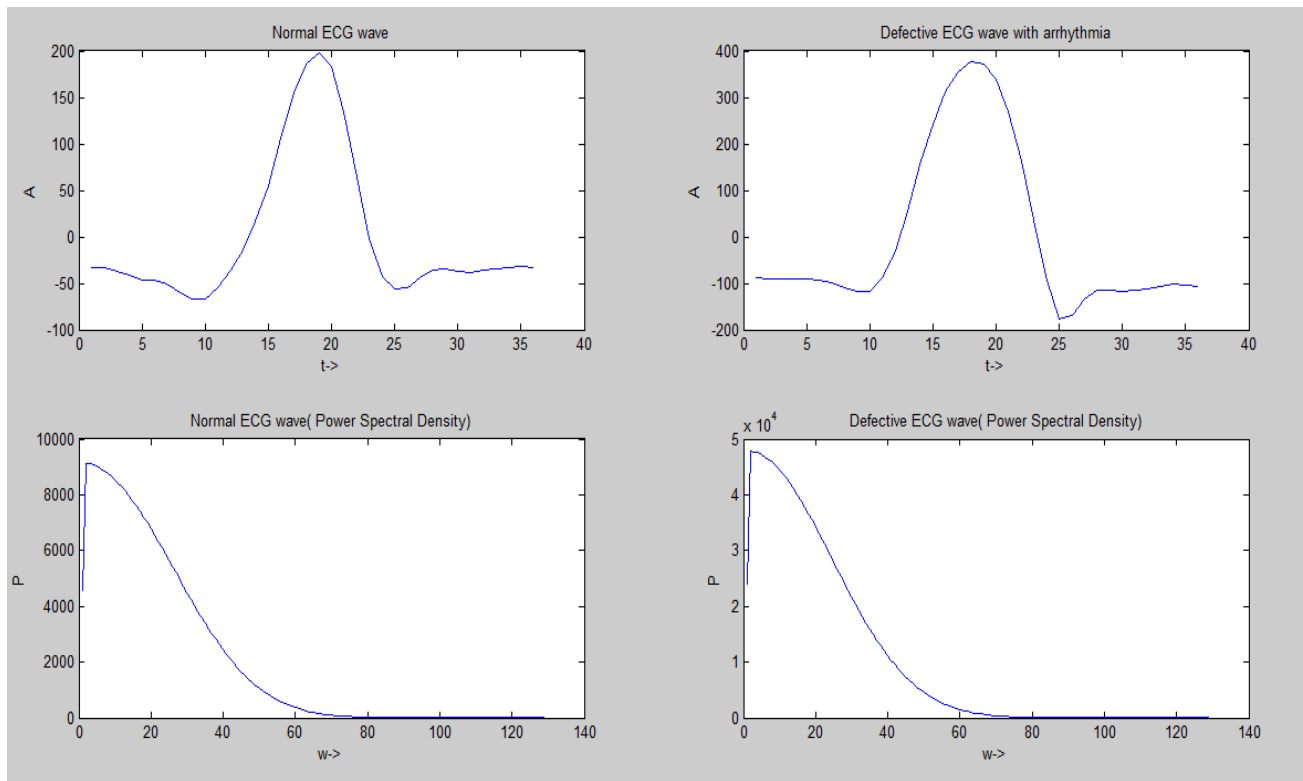 Normal ECG wave
200
150
100
50
0
-50
-100
A
0 5 10 15 20 25 30 35 40
t->
Defective ECG wave with arrhythmia
400
300
400
100
0
-100
-200
A
0 5 10 15 20 25 30 35 40
t->
Normal ECG wave( Power Spectral Density)
10000
8000
6000
4000
2000
0
P
0 20 40 60 80 100 120 140
w->
Defective ECG wave( Power Spectral Density)
x 10^4
5
4
3
2
1
0
P
0 20 40 60 80 100 120 140
w->